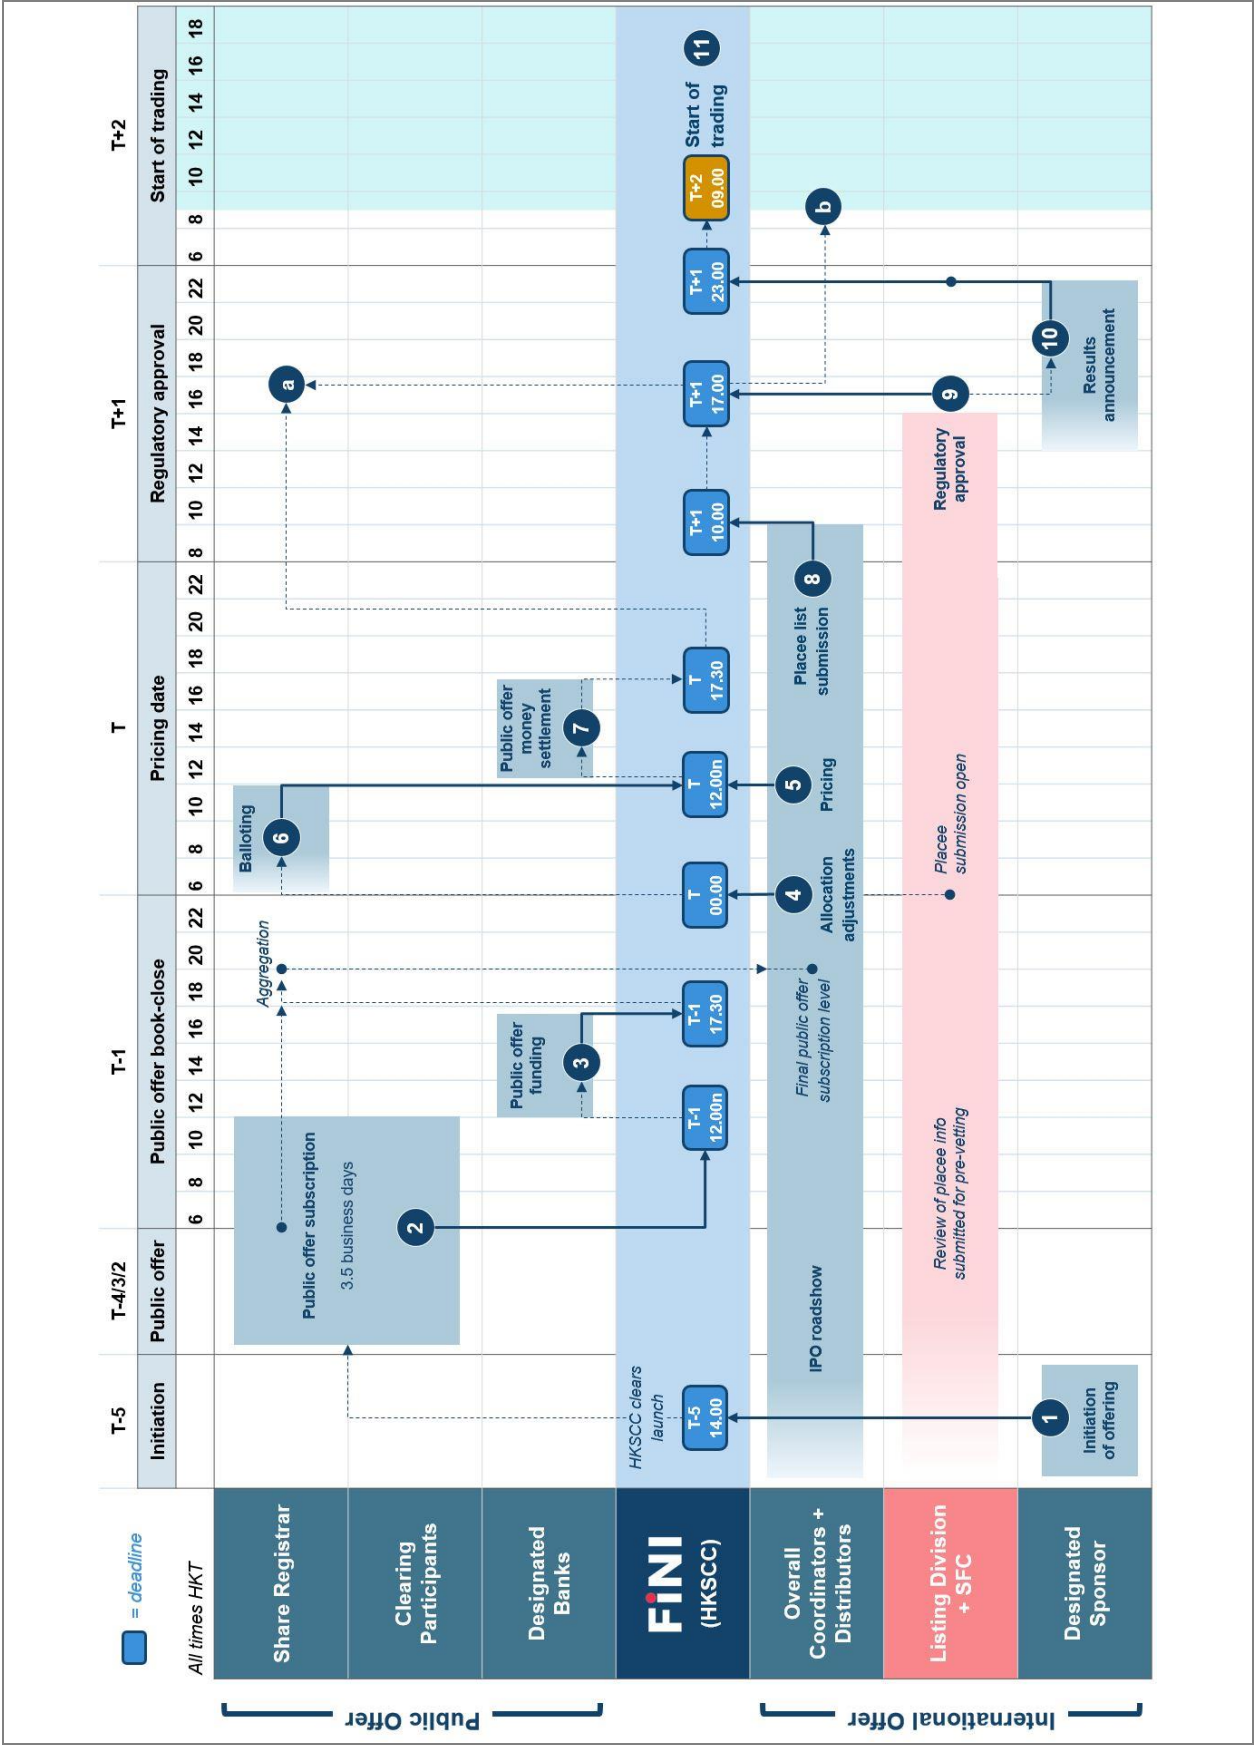 = deadline
T-5
T-4/3/2
T-1
T
T+1
T+2
Initiation
Public offer
Public offer book-close
Pricing date
Regulatory approval
Start of trading
All times HKT
6 8 10 12 14 16 18 20 22
6 8 10 12 14 16 18 20 22
8 10 12 14 16 18 20 22
6 8 10 12 14 16 18
Public Offer
Share Registrar
Public offer subscription
3.5 business days
Aggregation
Balloting
6
a
Clearing
Participants
2
Designated
Banks
Public offer
funding
3
Public offer
money
settlement
7
FiNI
(HKSCC)
HKSCC clears
launch
T-5
14.00
T-1
12.00n
T-1
17.30
T
00.00
T
12.00n
T
17.30
T+1
10.00
T+1
17.00
T+1
23.00
T+2
09.00
Start of
trading
11
International Offer
Overall
Coordinators +
Distributors
IPO roadshow
Final public offer
subscription level
4
Allocation
adjustments
5
Pricing
Placee list
submission
8
b
Listing Division
+ SFC
Review of placee info
submitted for pre-vetting
Placee
submission open
Regulatory
approval
9
Designated
Sponsor
Initiation
of offering
1
10
Results
announcement